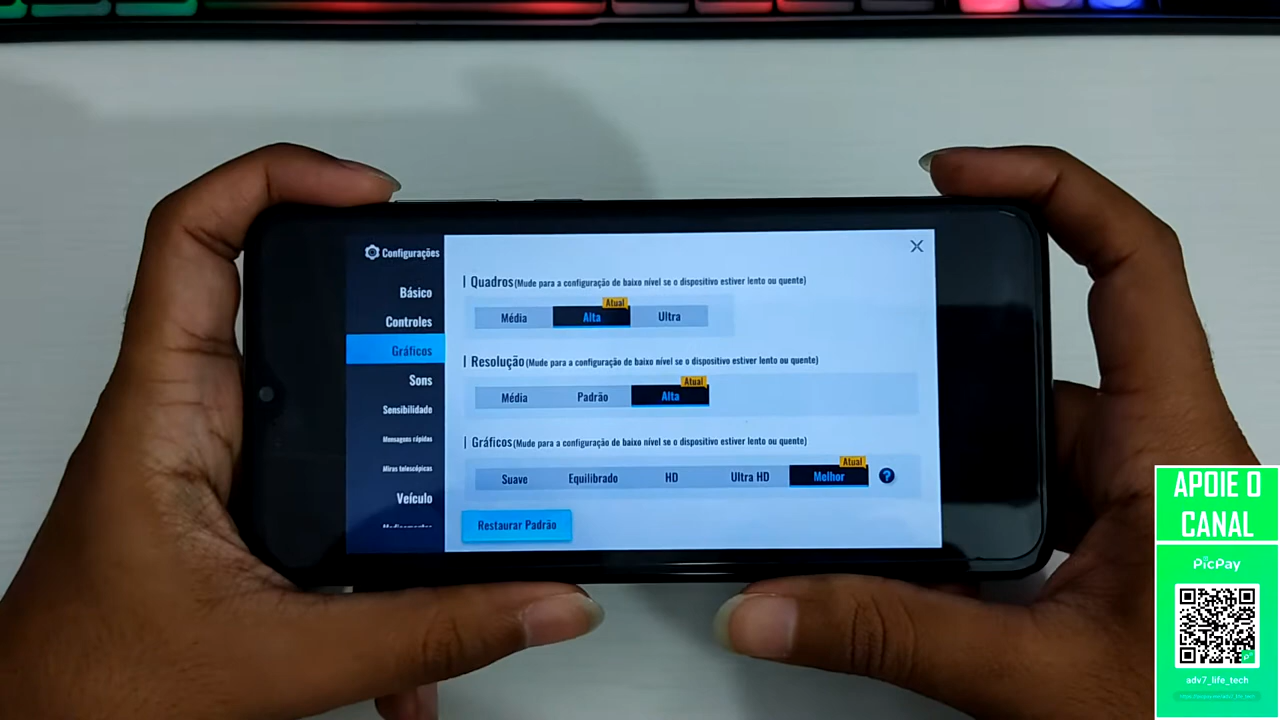 Configurações
Básico
Controles
Gráficos
Sons
Sensibilidade
Mensagens rápidas
Miras telescópicas
Veículo
Quadros (Mude para a configuração de baixo nível se o dispositivo estiver lento ou quente)
Atual
Média Alta Ultra
Resolução (Mude para a configuração de baixo nível se o dispositivo estiver lento ou quente)
Atual
Média Padrão Alta
Gráficos (Mude para a configuração de baixo nível se o dispositivo estiver lento ou quente)
Atual
Suave Equilibrado HD Ultra HD Melhor ?
Restaurar Padrão
APOIE O
CANAL
PicPay
adv7_life_tech